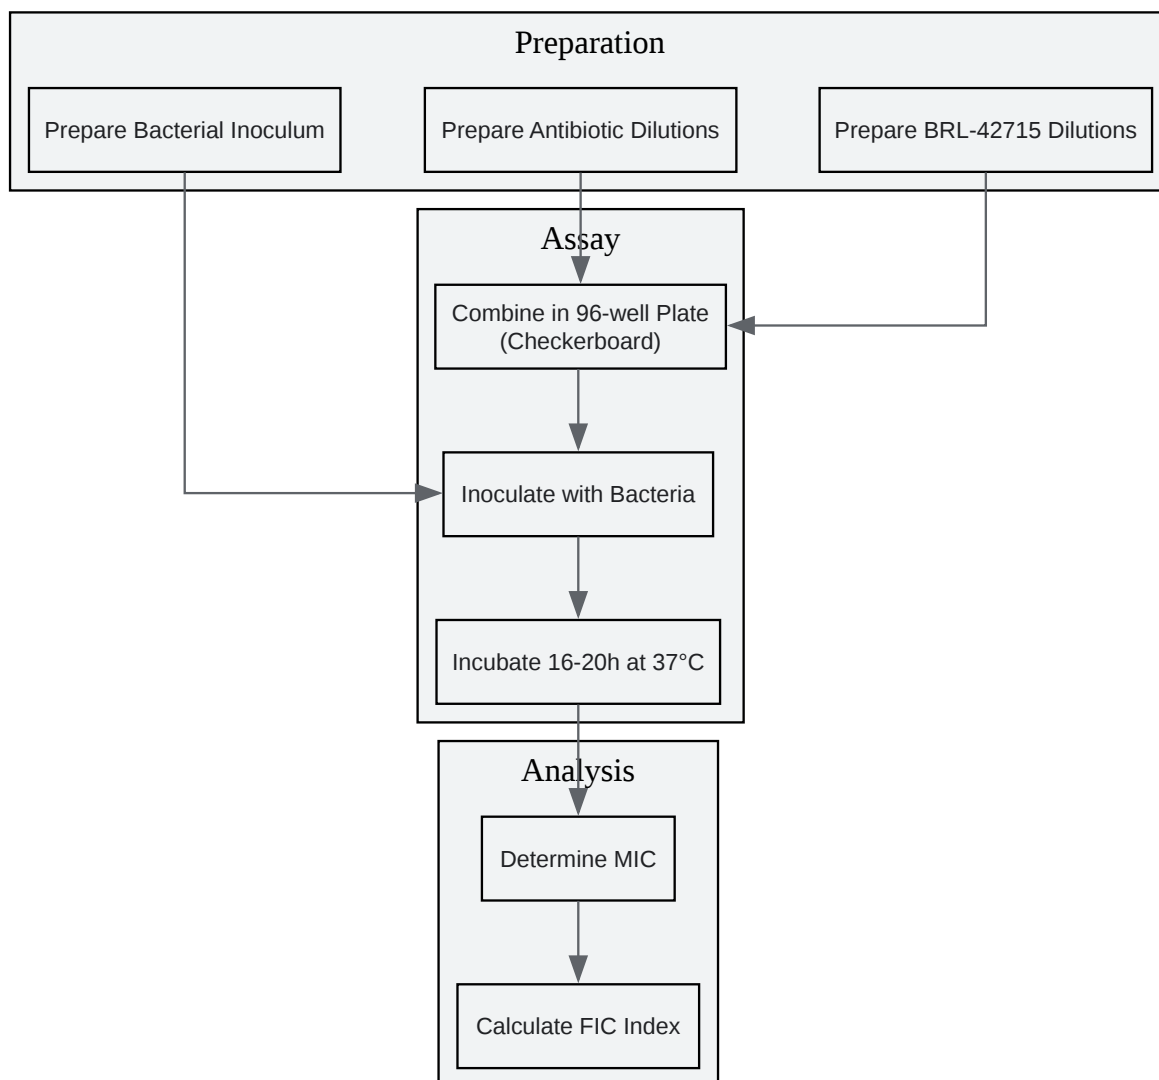 Preparation
Prepare Bacterial Inoculum
Prepare Antibiotic Dilutions
Prepare BRL-42715 Dilutions
Assay
Combine in 96-well Plate
(Checkerboard)
Inoculate with Bacteria
Incubate 16-20h at 37°C
Analysis
Determine MIC
Calculate FIC Index